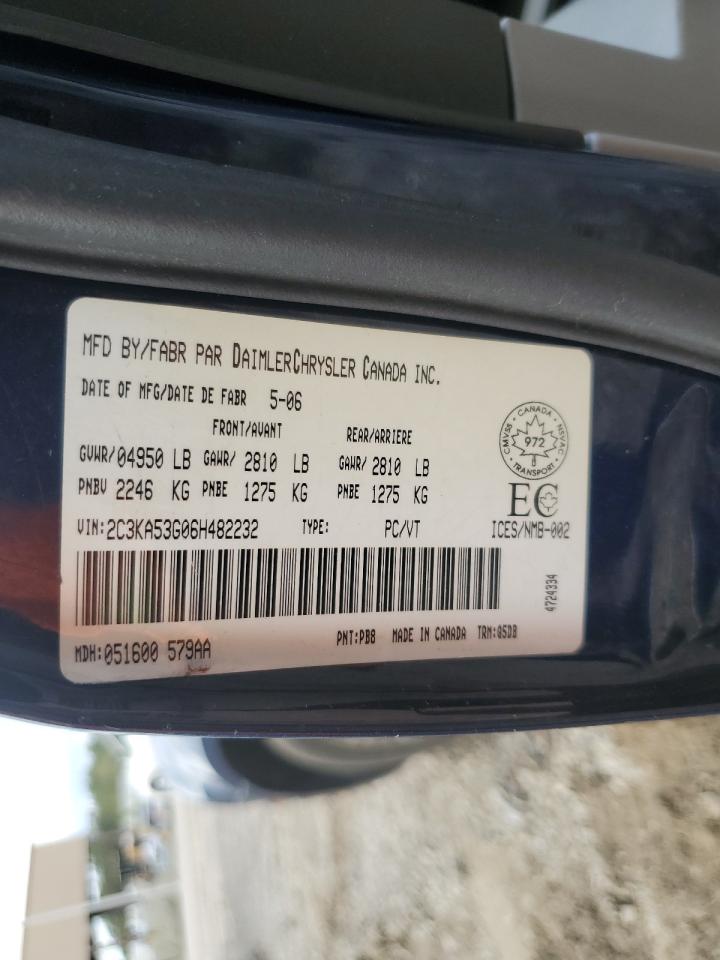 MFD BY/FABR PAR DAIMLERCHRYSLER CANADA INC.
DATE OF MFG/DATE DE FABR 5-06
FRONT/AVANT REAR/ARRIERE
GVWR/04950 LB GAWR/ 2810 LB GAWR/ 2810 LB
PNBV 2246 KG PNBE 1275 KG PNBE 1275 KG
VIN:2C3KA53G06H482232 TYPE: PC/VT
CANADA
CMVSS 972 NSVAC
TRANSPORT
EC
ICES/NMB-002
4724334
PNT:PB8 MADE IN CANADA TRM:Q5DB
MDH:051600 579AA